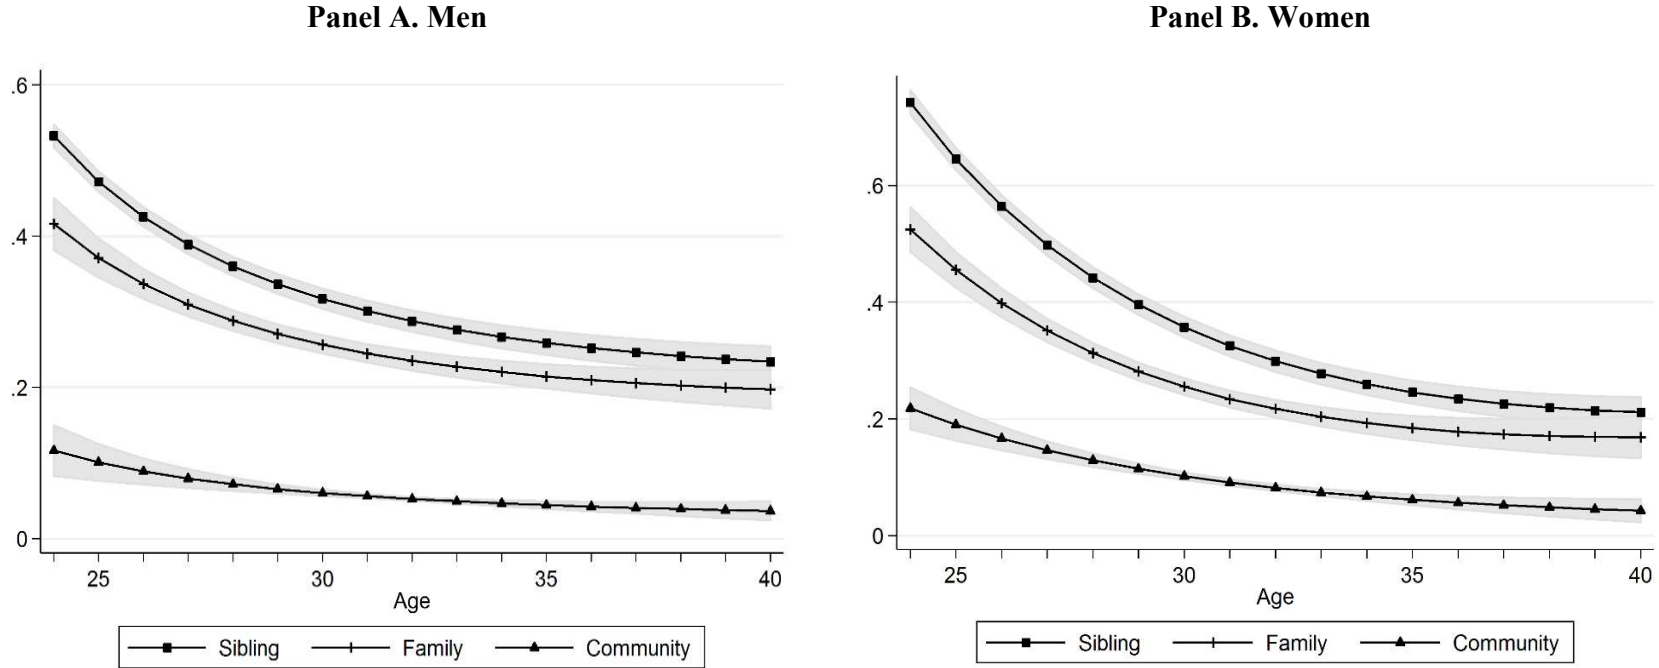 Panel A. Men
.6
.4
.2
0
25 30 35 40
Age
Sibling Family Community
Panel B. Women
.6
.4
.2
0
25 30 35 40
Age
Sibling Family Community